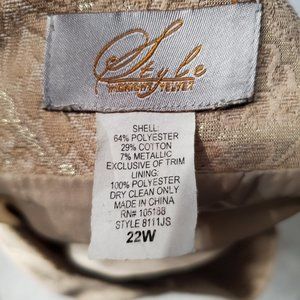 Style
SHELL:
64% POLYESTER
29% COTTON
7% METALLIC
EXCLUSIVE OF TRIM
LINING:
100% POLYESTER
DRY CLEAN ONLY
MADE IN CHINA
RN# 106188
STYLE 8111JS
22W